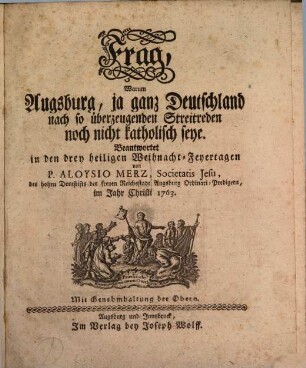 Frag,
Warum
Augsburg, ja ganz Deutschland
nach so überzeugenden Streitreden
noch nicht katholisch seye.
Beantwortet
in den drey heiligen Weihnacht-Feyertagen
von
P. ALOYSIO MERZ, Societatis Jesu,
des hohen Domstiftes der freyen Reichsstadt Augsburg Ordinari-Predigern,
im Jahr Christi 1763.
Mit Genehmhaltung der Obern.
Augsburg und Innsbruck,
Im Verlag bey Joseph Wolff.